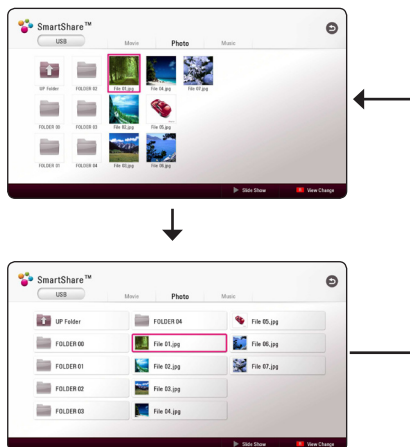 SmartShare™
USB
Movie Photo Music
UP Folder FOLDER 02 File 01.jpg File 04.jpg File 07.jpg
FOLDER 00 FOLDER 03 File 02.jpg File 05.jpg
FOLDER 01 FOLDER 04 File 03.jpg File 06.jpg
Slide Show View Change
SmartShare™
USB
Movie Photo Music
UP Folder FOLDER 04 File 05.jpg
FOLDER 00 File 01.jpg File 06.jpg
FOLDER 01 File 02.jpg File 07.jpg
FOLDER 02 File 03.jpg
FOLDER 03 File 04.jpg
Slide Show View Change